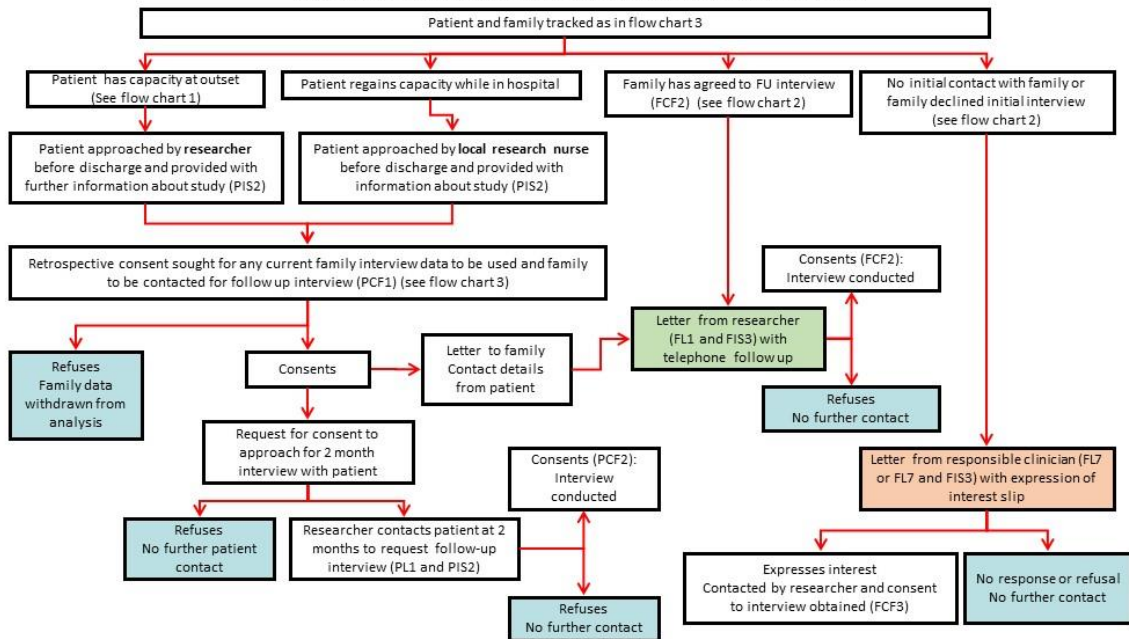 Patient and family tracked as in flow chart 3
Patient has capacity at outset
(See flow chart 1)
Patient regains capacity while in hospital
Family has agreed to FU interview
(FCF2) (see flow chart 2)
No initial contact with family or
family declined initial interview
(see flow chart 2)
Patient approached by researcher
before discharge and provided with
further information about study (PIS2)
Patient approached by local research nurse
before discharge and provided with
information about study (PIS2)
Retrospective consent sought for any current family interview data to be used and family
to be contacted for follow up interview (PCF1) (see flow chart 3)
Consents (FCF2):
Interview conducted
Letter from researcher
(FL1 and FIS3) with
telephone follow up
Refuses
Family data
withdrawn from
analysis
Consents
Letter to family
Contact details
from patient
Refuses
No further contact
Request for consent to
approach for 2 month
interview with patient
Consents (PCF2):
Interview
conducted
Letter from responsible clinician (FL7
or FL7 and FIS3) with expression of
interest slip
Refuses
No further patient
contact
Researcher contacts patient at 2
months to request follow-up
interview (PL1 and PIS2)
Refuses
No further contact
Expresses interest
Contacted by researcher and consent
to interview obtained (FCF3)
No response or refusal
No further contact